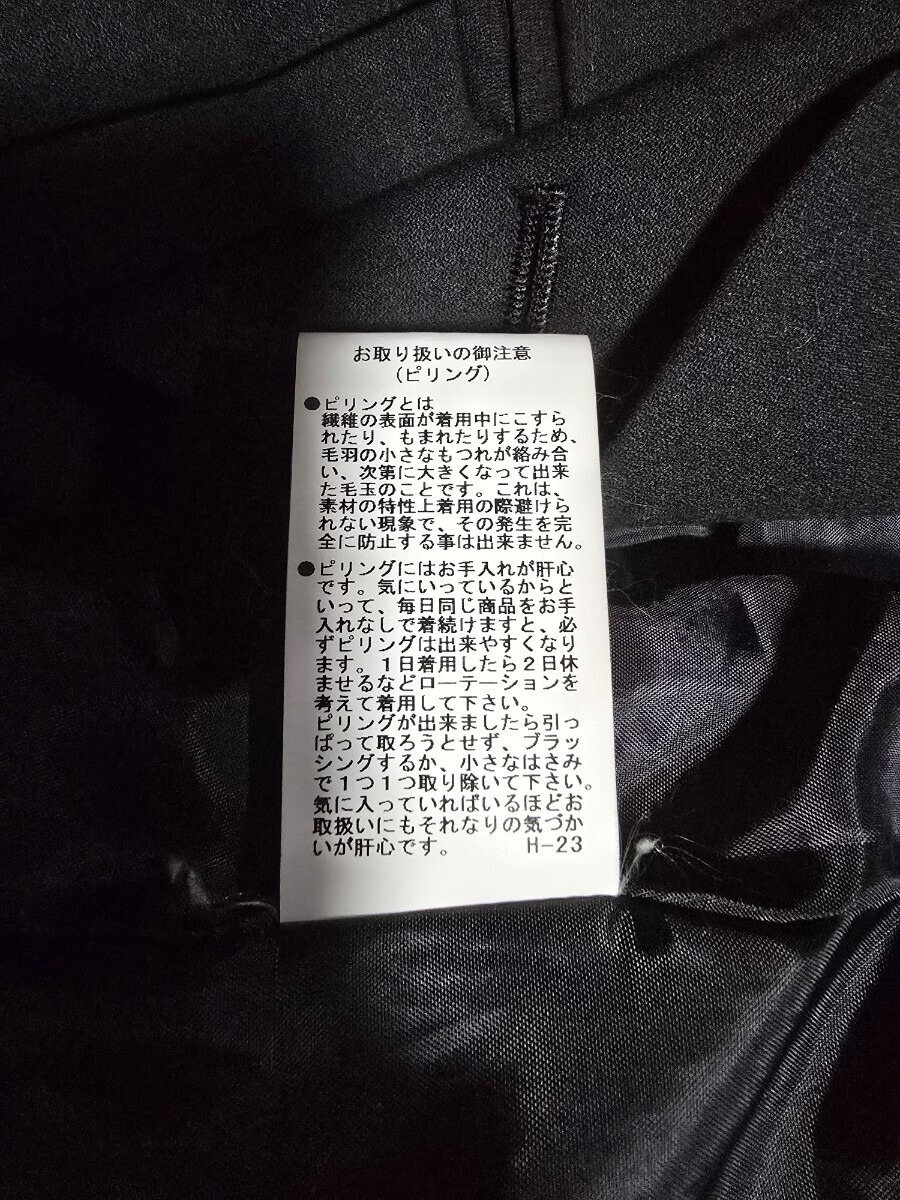 お取り扱いの御注意
(ピリング)
●ピリングとは
繊維の表面が着用中にこすら
れたり、もまれたりするため、
毛羽の小さなもつれが絡み合
い、次第に大きくなって出来
た毛玉のことです。これは、
素材の特性上着用の際避けら
れない現象で、その発生を完
全に防止する事は出来ません。
●ピリングにはお手入れが肝心
です。気にいっているからと
いって、毎日同じ商品をお手
入れなしで着続けますと、必
ずピリングは出来やすくなり
ます。1日着用したら2日休
ませるなどローテーションを
考えて着用して下さい。
ピリングが出来ましたら引っ
ぱって取ろうとせず、ブラッ
シングするか、小さなはさみ
で1つ1つ取り除いて下さい。
気に入っていればいるほどお
取扱いにもそれなりの気づか
いが肝心です。 H-23